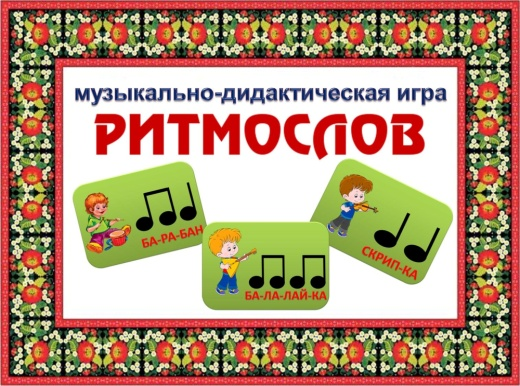 музыкально-дидактическая игра
РИТМОСЛОВ
БА-РА-БАН
БА-ЛА-ЛАЙ-КА
СКРИП-КА